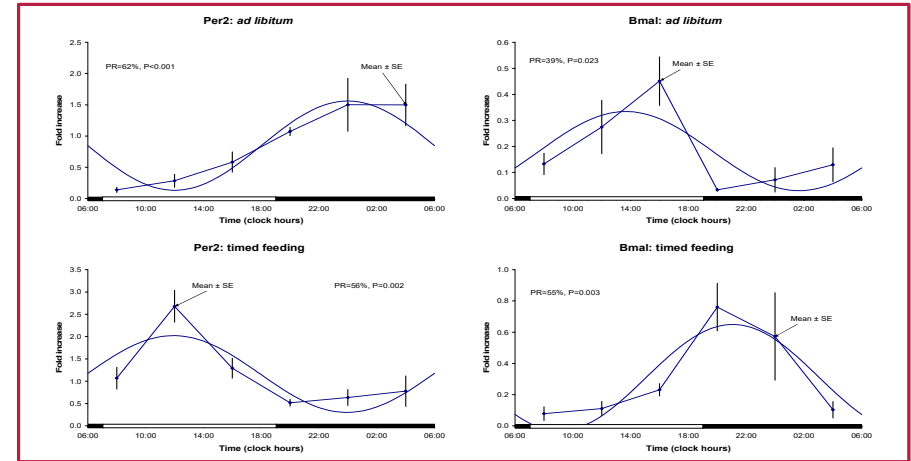 Per2: ad libitum
PR=62%, P<0.001
Mean ± SE
Fold increase
2.5
2.0
1.5
1.0
0.5
0.0
06:00 10:00 14:00 18:00 22:00 02:00 06:00
Time (clock hours)
Bmal: ad libitum
PR=39%, P=0.023
Mean ± SE
Fold increase
0.6
0.5
0.4
0.3
0.2
0.1
0.0
06:00 10:00 14:00 18:00 22:00 02:00 06:00
Time (clock hours)
Per2: timed feeding
Mean ± SE
PR=56%, P=0.002
Fold increase
3.5
3.0
2.5
2.0
1.5
1.0
0.5
0.0
06:00 10:00 14:00 18:00 22:00 02:00 06:00
Time (clock hours)
Bmal: timed feeding
PR=55%, P=0.003
Mean ± SE
Fold increase
1.0
0.8
0.6
0.4
0.2
0.0
06:00 10:00 14:00 18:00 22:00 02:00 06:00
Time (clock hours)